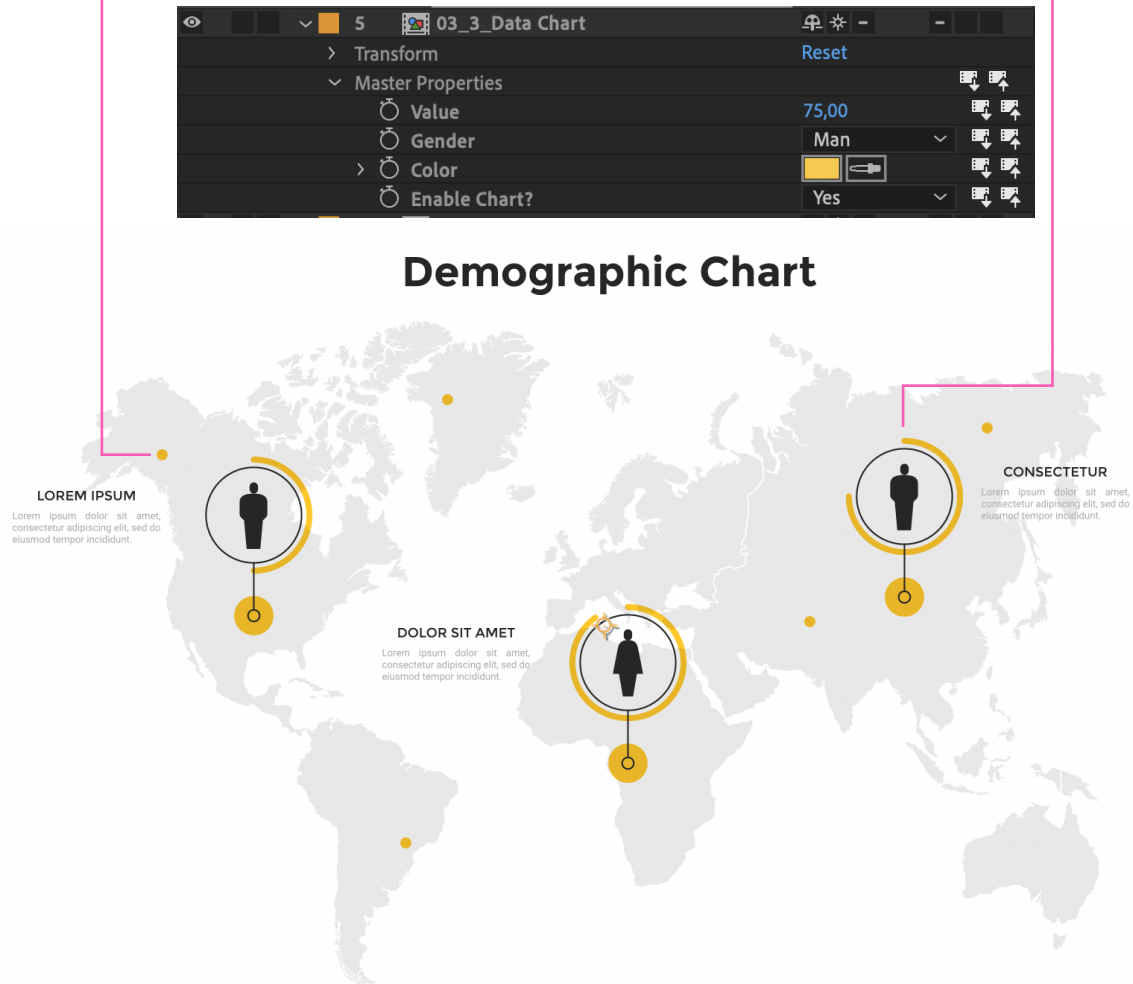 5 03_3_Data Chart
Transform Reset
Master Properties
Value 75,00
Gender Man
Color
Enable Chart? Yes
Demographic Chart
LOREM IPSUM
Lorem ipsum dolor sit amet,
consectetur adipiscing elit, sed do
eiusmod tempor incididunt.
DOLOR SIT AMET
Lorem ipsum dolor sit amet,
consectetur adipiscing elit, sed do
eiusmod tempor incididunt.
CONSECTETUR
Lorem ipsum dolor sit amet,
consectetur adipiscing elit, sed do
eiusmod tempor incididunt.